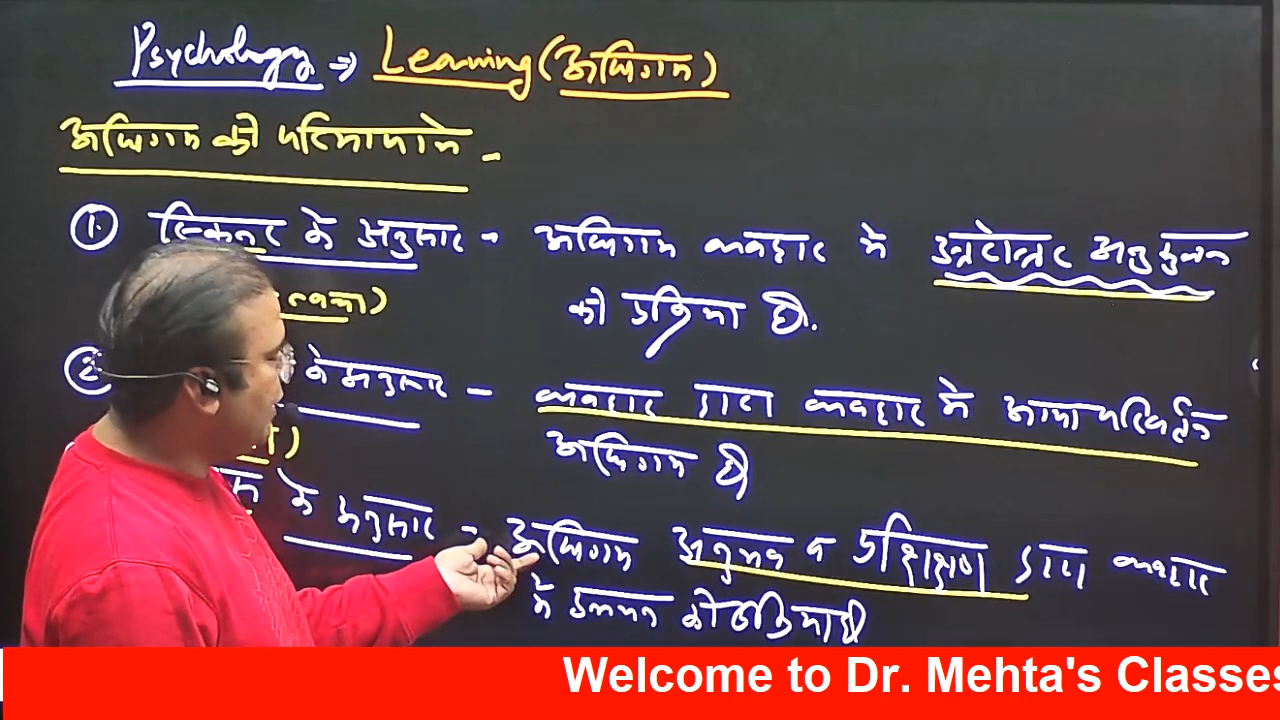 Psychology → Learning (अधिगम)
अधिगम की परिभाषायें -
1. स्किनर के अनुसार - अधिगम व्यवहार में उत्तरोत्तर अनुकूलन
की प्रक्रिया है.
2. के अनुसार - व्यवहार द्वारा व्यवहार में आया परिवर्तन
अधिगम है
के अनुसार - अधिगम अनुभव व प्रशिक्षण द्वारा व्यवहार
में की प्रक्रिया है
Welcome to Dr. Mehta's Classes